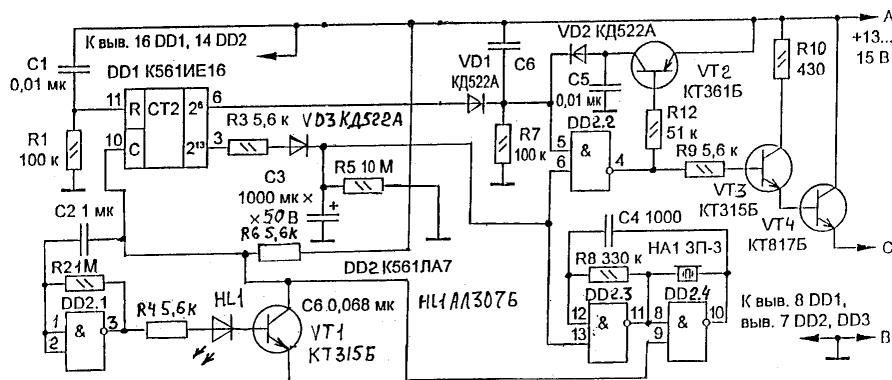 К выв. 16 DD1, 14 DD2
A
+13...
15 В
C1
0,01 мк
DD1 К561ИЕ16
11
R
CT2
2⁶
6
10
C
2¹³
3
R1
100 к
R3 5,6 к
VD3 КД522А
C3
1000 мк ×
× 50 В
R5 10 М
R6 5,6к
VD1
КД522А
C6
R7
100 к
VD2 КД522А
C5
0,01 мк
DD2.2
5
6
&
4
VT2
КТ361Б
R12
51 к
R9 5,6 к
R10
430
VT3
КТ315Б
VT4
КТ817Б
C
C2 1 мк
R2 1М
DD2.1
1
2
&
3
R4 5,6к
HL1
C6 0,068 мк
VT1
КТ315Б
DD2 К561ЛА7
HL1 АЛ307Б
C4 1000
R8 330 к
HA1 ЗП-3
DD2.3
12
13
&
11
DD2.4
8
9
&
10
К выв. 8 DD1,
выв. 7 DD2, DD3
B